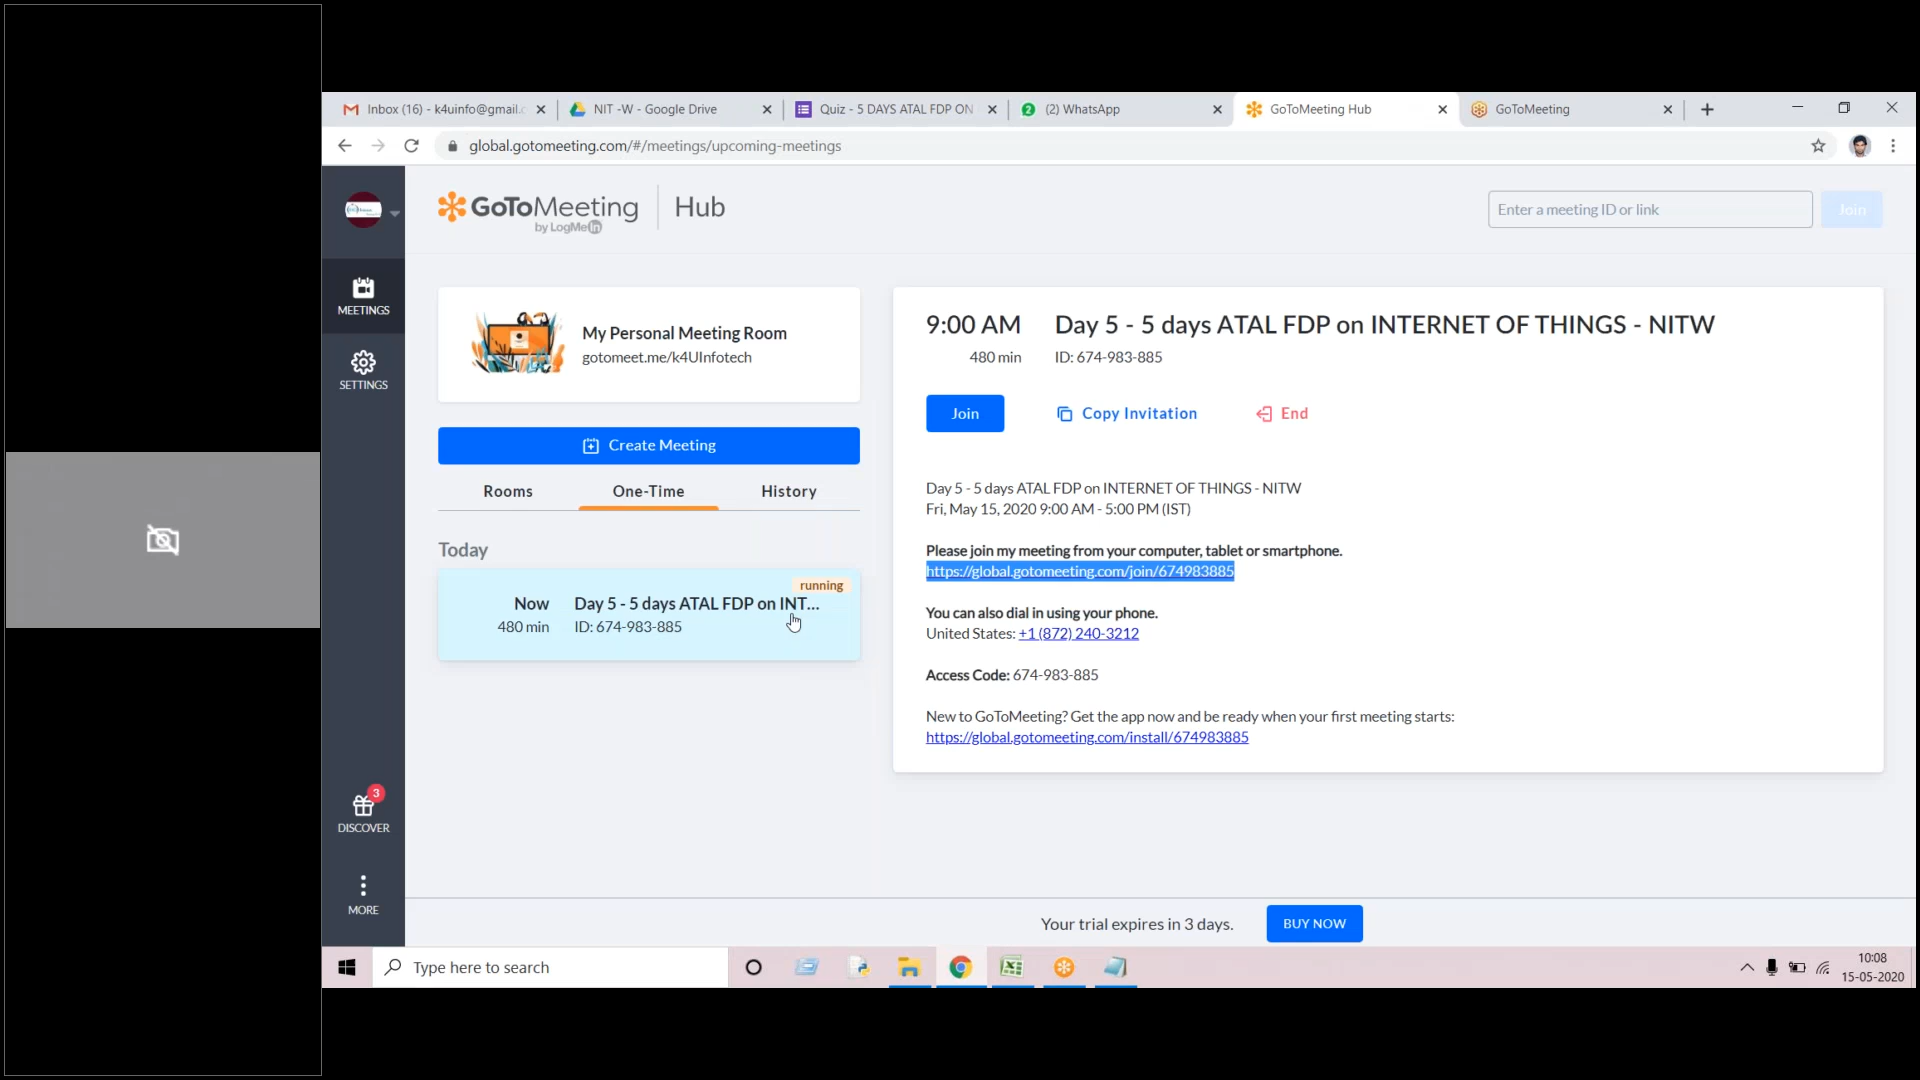 Inbox (16) - k4uinfo@gmail.c
NIT -W - Google Drive
Quiz - 5 DAYS ATAL FDP ON
2
(2) WhatsApp
GoToMeeting Hub
GoToMeeting
global.gotomeeting.com/#/meetings/upcoming-meetings
GoToMeeting
by LogMeIn
Hub
Enter a meeting ID or link
Join
MEETINGS
SETTINGS
3
DISCOVER
MORE
My Personal Meeting Room
gotomeet.me/k4UInfotech
Create Meeting
Rooms
One-Time
History
Today
running
Now
Day 5 - 5 days ATAL FDP on INT...
480 min
ID: 674-983-885
9:00 AM
Day 5 - 5 days ATAL FDP on INTERNET OF THINGS - NITW
480 min
ID: 674-983-885
Join
Copy Invitation
End
Day 5 - 5 days ATAL FDP on INTERNET OF THINGS - NITW
Fri, May 15, 2020 9:00 AM - 5:00 PM (IST)
Please join my meeting from your computer, tablet or smartphone.
https://global.gotomeeting.com/join/674983885
You can also dial in using your phone.
United States: +1 (872) 240-3212
Access Code: 674-983-885
New to GoToMeeting? Get the app now and be ready when your first meeting starts:
https://global.gotomeeting.com/install/674983885
Your trial expires in 3 days.
BUY NOW
Type here to search
10:08
15-05-2020